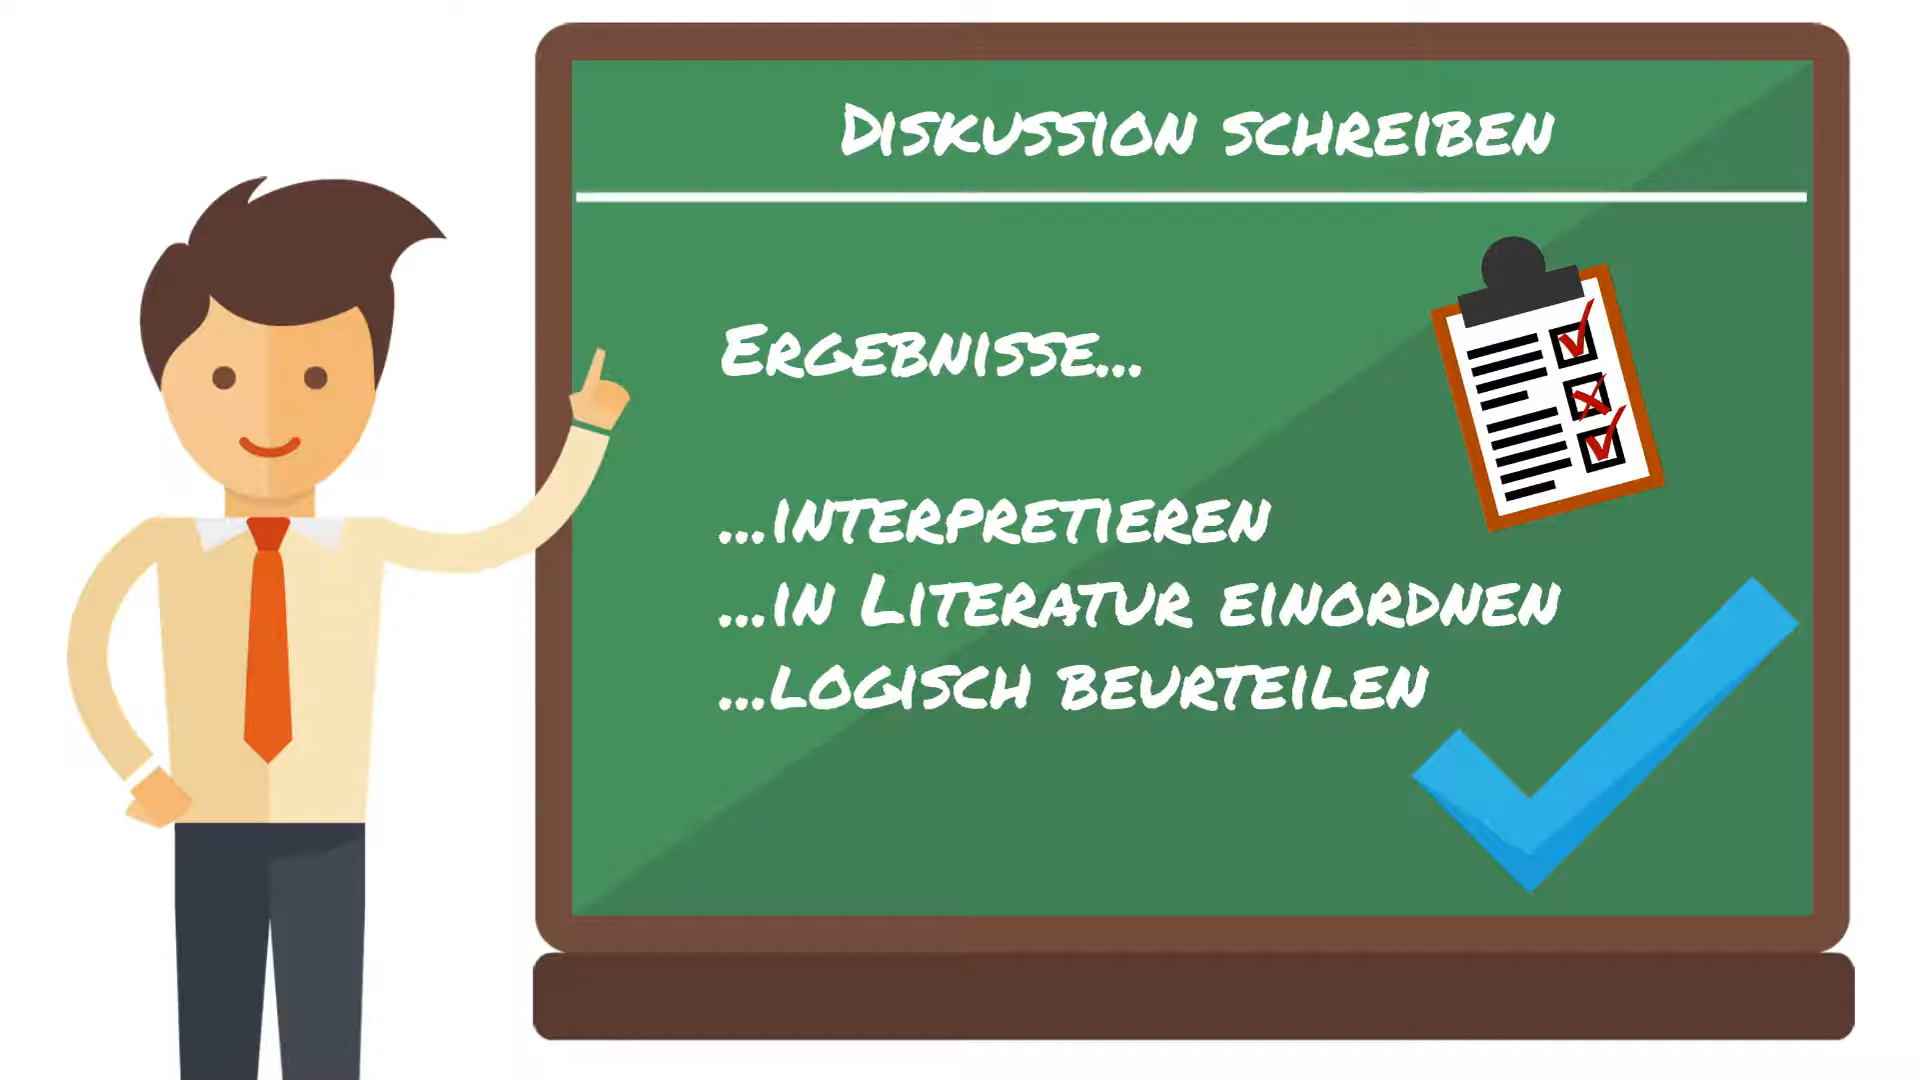 Diskussion schreiben
Ergebnisse...
...interpretieren
...in Literatur einordnen
...logisch beurteilen